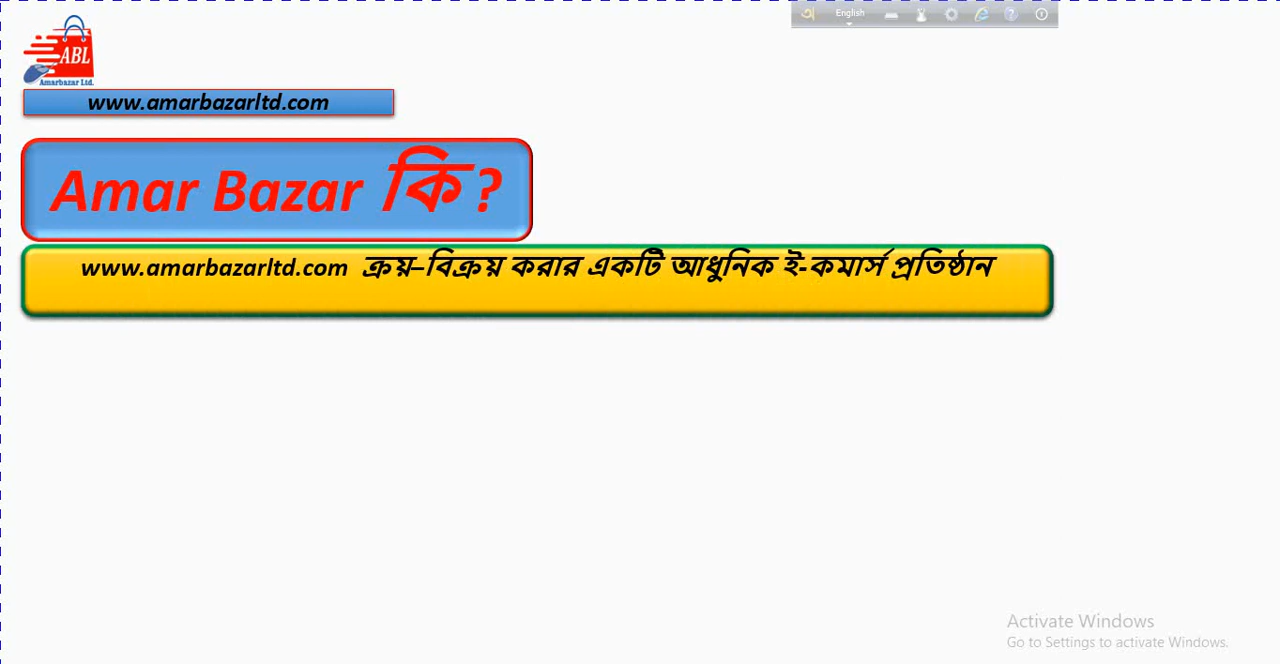 English
ABL
Amarbazar Ltd.
www.amarbazarltd.com
Amar Bazar কি ?
www.amarbazarltd.com ক্রয়–বিক্রয় করার একটি আধুনিক ই-কমার্স প্রতিষ্ঠান
Activate Windows
Go to Settings to activate Windows.